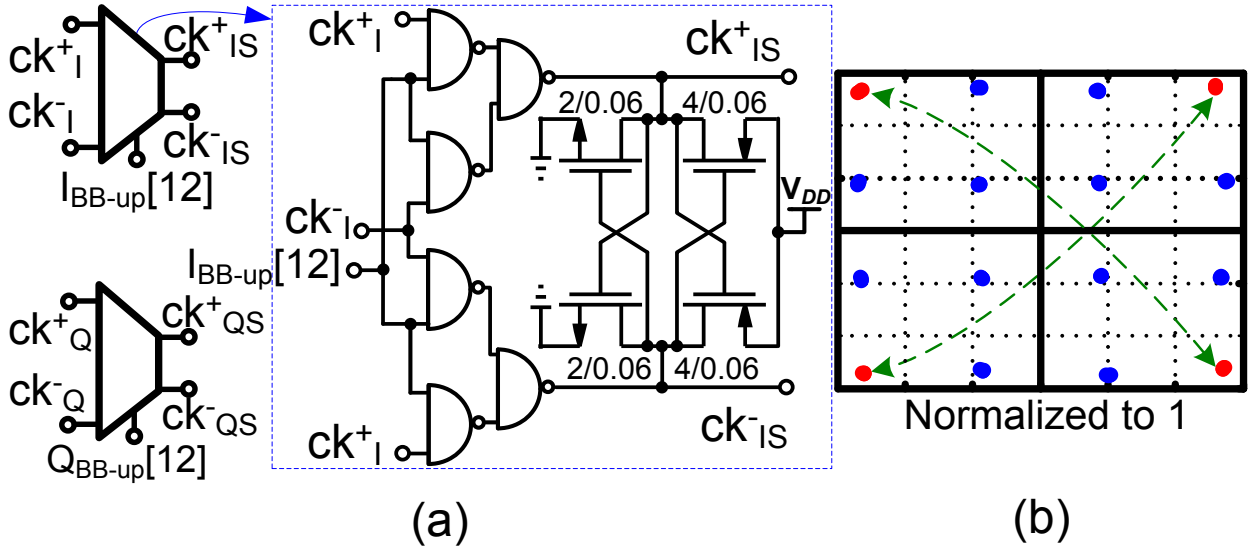 ck⁺I
ck⁺IS
ck⁻I
ck⁻IS
IBB-up[12]
ck⁺Q
ck⁺QS
ck⁻Q
ck⁻QS
QBB-up[12]
ck⁺I
ck⁺IS
2/0.06
4/0.06
VDD
ck⁻I
IBB-up[12]
2/0.06
4/0.06
ck⁺I
ck⁻IS
Normalized to 1
(a)
(b)